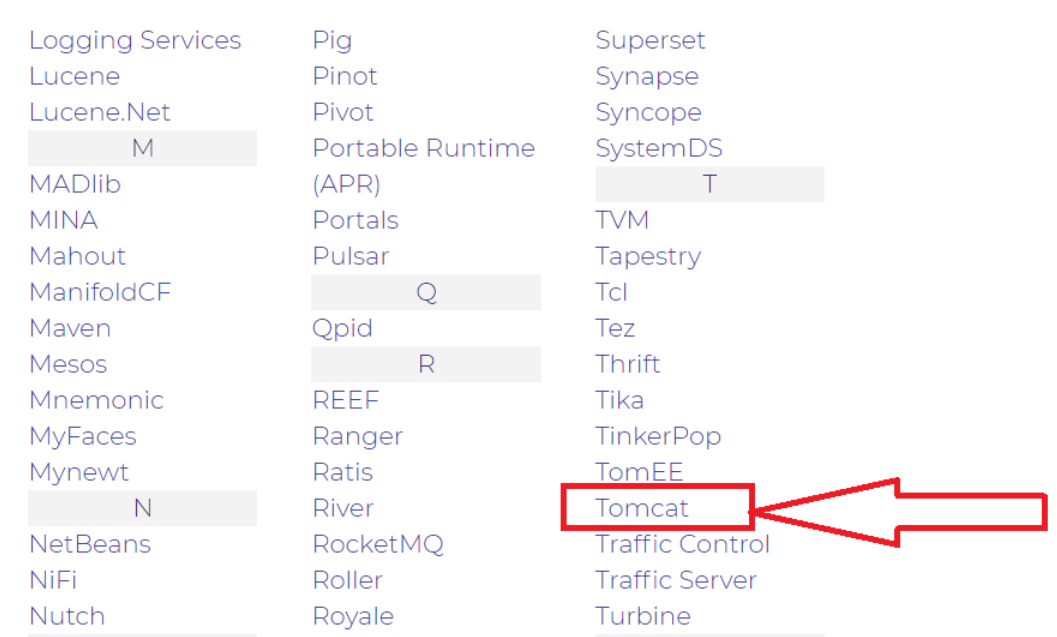 Logging Services
Lucene
Lucene.Net
M
MADlib
MINA
Mahout
ManifoldCF
Maven
Mesos
Mnemonic
MyFaces
Mynewt
N
NetBeans
NiFi
Nutch
Pig
Pinot
Pivot
Portable Runtime
(APR)
Portals
Pulsar
Q
Qpid
R
REEF
Ranger
Ratis
River
RocketMQ
Roller
Royale
Superset
Synapse
Syncope
SystemDS
T
TVM
Tapestry
Tcl
Tez
Thrift
Tika
TinkerPop
TomEE
Tomcat
Traffic Control
Traffic Server
Turbine